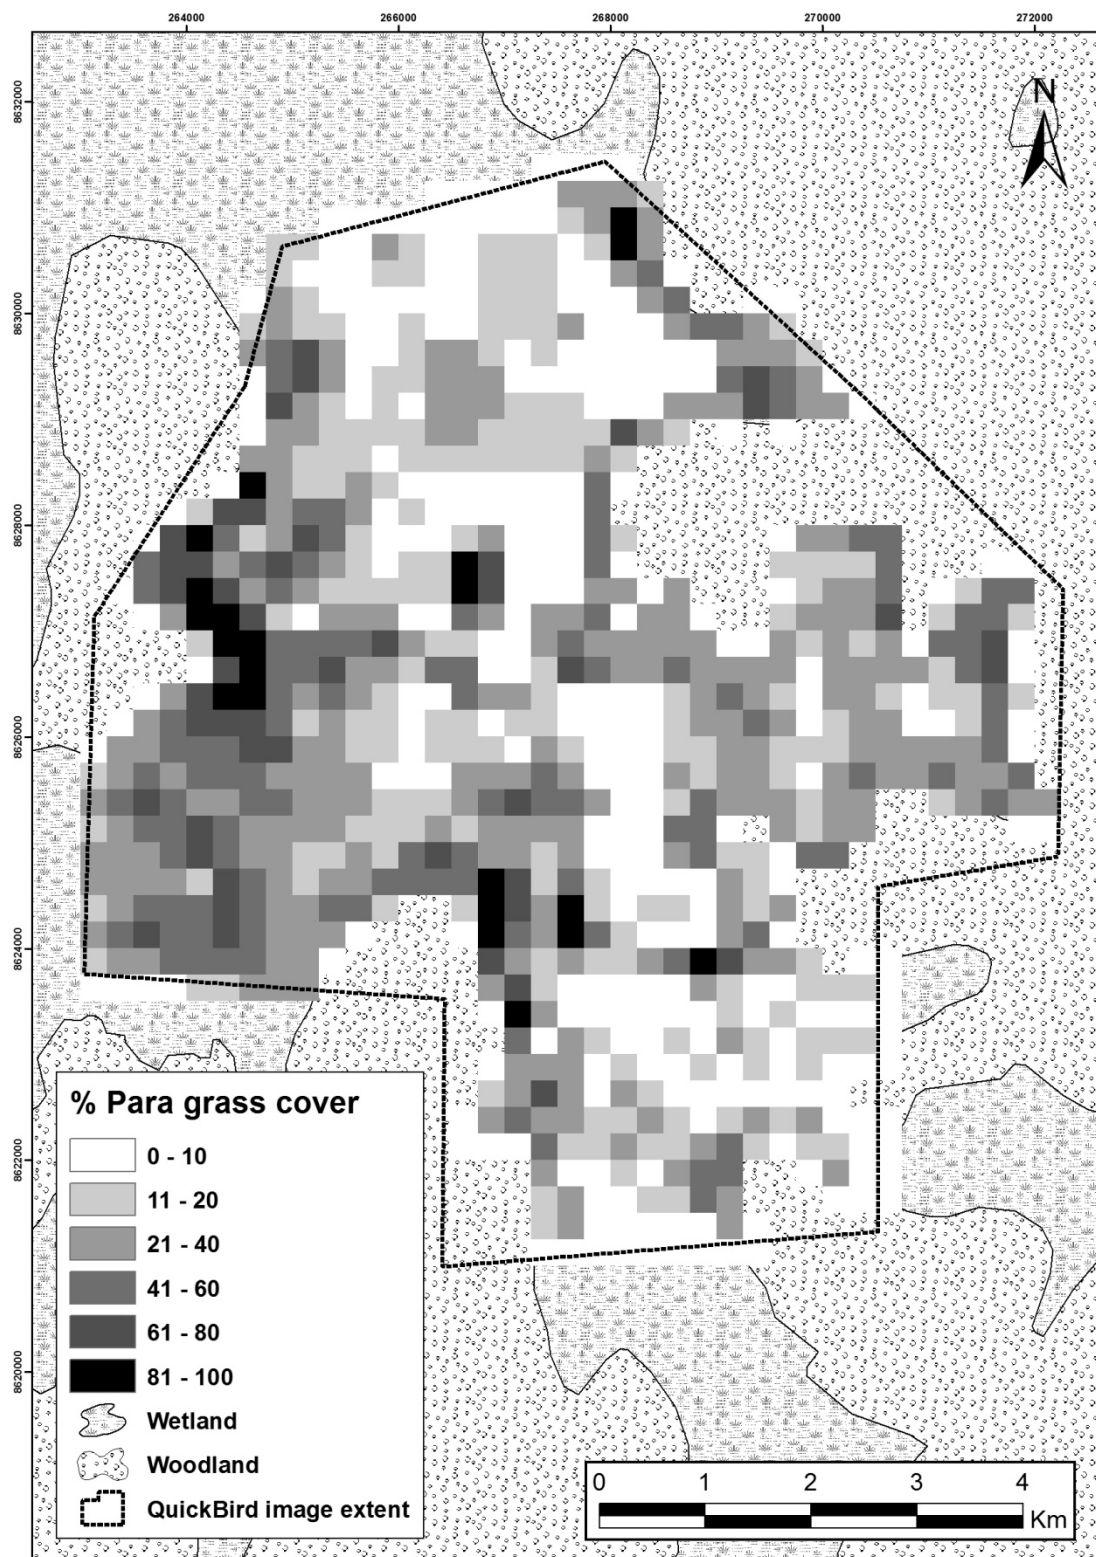 264000 266000 268000 270000 272000
8632000
8630000
8628000
8626000
8624000
8622000
8620000
N
% Para grass cover
0 - 10
11 - 20
21 - 40
41 - 60
61 - 80
81 - 100
Wetland
Woodland
QuickBird image extent
0 1 2 3 4
Km